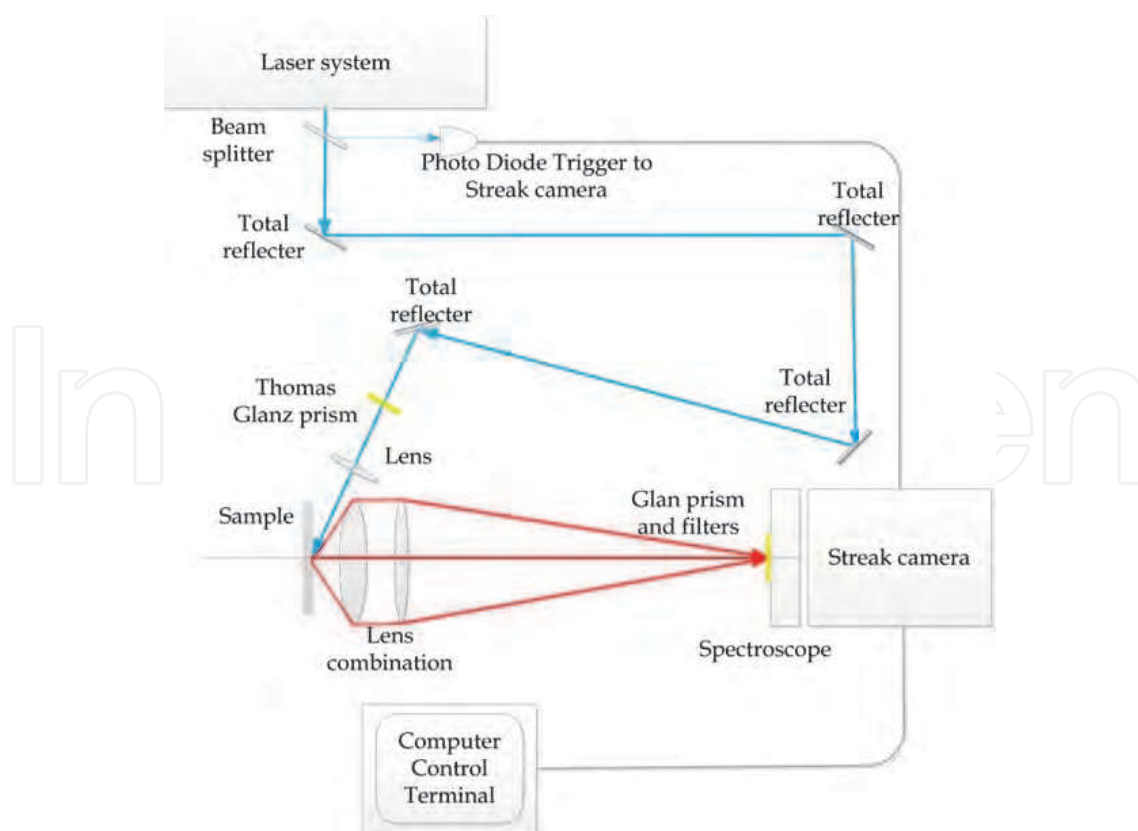 Laser system
Beam
splitter
Photo Diode Trigger to
Streak camera
Total
reflecter
Total
reflecter
Total
reflecter
Total
reflecter
Thomas
Glanz prism
Lens
Sample
Glan prism
and filters
Streak camera
Lens
combination
Spectroscope
Computer
Control
Terminal